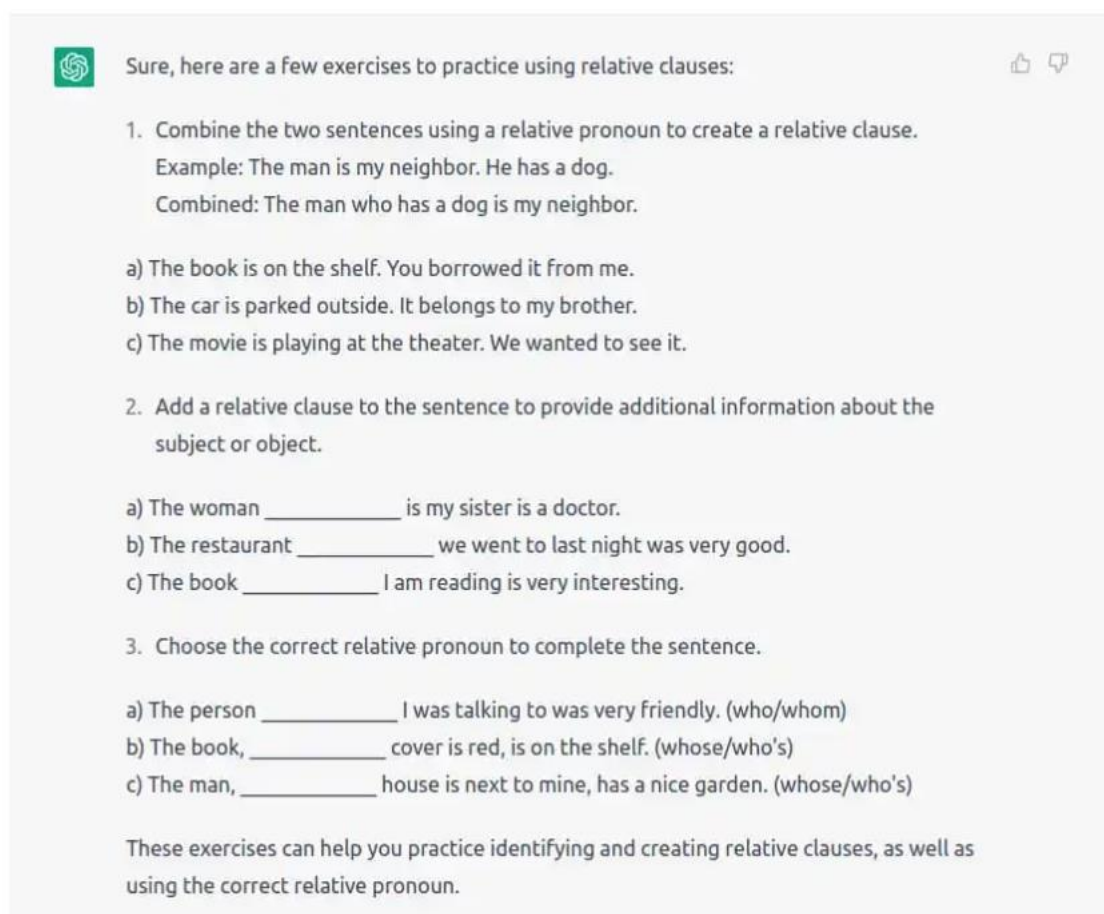 Sure, here are a few exercises to practice using relative clauses:
1. Combine the two sentences using a relative pronoun to create a relative clause.
Example: The man is my neighbor. He has a dog.
Combined: The man who has a dog is my neighbor.
a) The book is on the shelf. You borrowed it from me.
b) The car is parked outside. It belongs to my brother.
c) The movie is playing at the theater. We wanted to see it.
2. Add a relative clause to the sentence to provide additional information about the
subject or object.
a) The woman _____________ is my sister is a doctor.
b) The restaurant _____________ we went to last night was very good.
c) The book _____________ I am reading is very interesting.
3. Choose the correct relative pronoun to complete the sentence.
a) The person _____________ I was talking to was very friendly. (who/whom)
b) The book, _____________ cover is red, is on the shelf. (whose/who's)
c) The man, _____________ house is next to mine, has a nice garden. (whose/who's)
These exercises can help you practice identifying and creating relative clauses, as well as
using the correct relative pronoun.